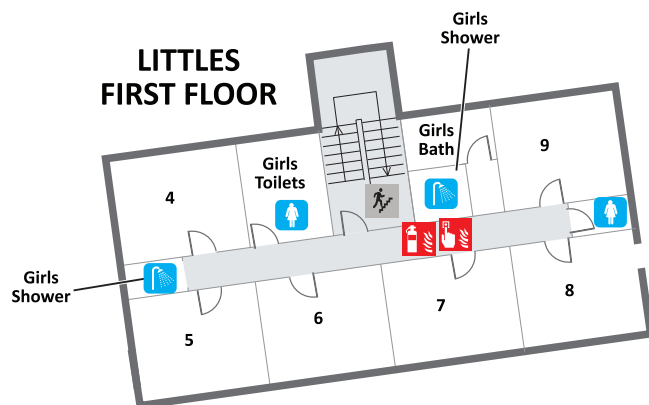 LITTLES
FIRST FLOOR
Girls
Shower
Girls
Bath
9
Girls
Toilets
4
Girls
Shower
5
6
7
8